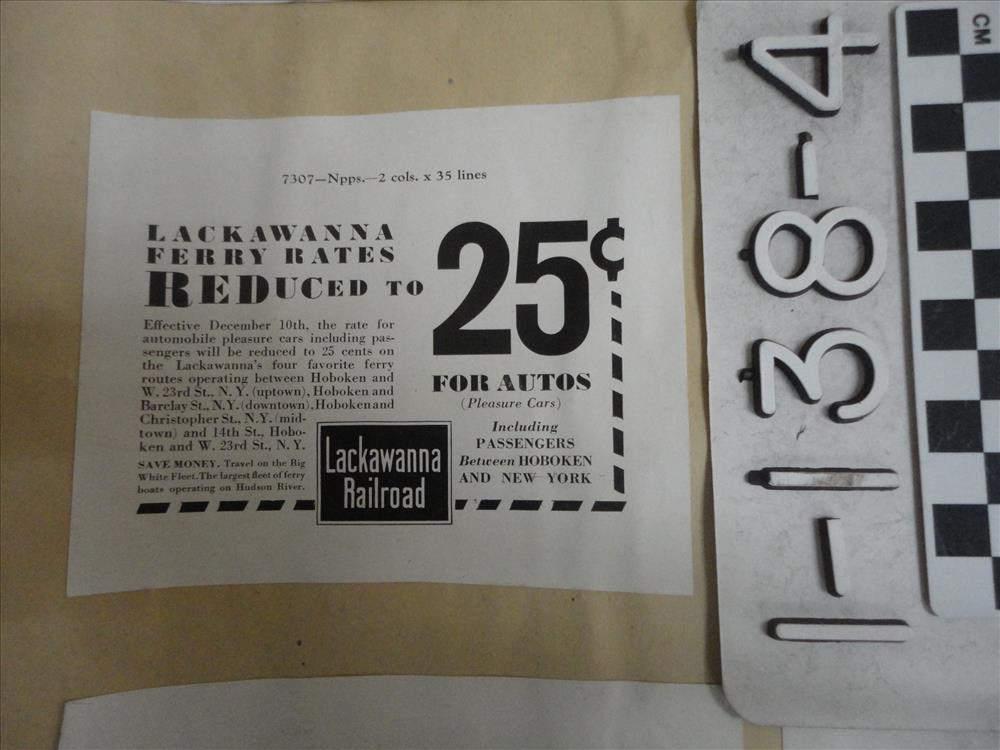 7307—Npps.—2 cols. x 35 lines
LACKAWANNA
FERRY RATES
REDUCED TO
25¢
Effective December 10th, the rate for
automobile pleasure cars including pas-
sengers will be reduced to 25 cents on
the Lackawanna's four favorite ferry
routes operating between Hoboken and
W. 23rd St., N. Y. (uptown), Hoboken and
Barclay St., N.Y. (downtown), Hoboken and
Christopher St., N.Y. (mid-
town) and 14th St., Hobo-
ken and W. 23rd St., N. Y.
SAVE MONEY. Travel on the Big
White Fleet. The largest fleet of ferry
boats operating on Hudson River.
Lackawanna
Railroad
FOR AUTOS
(Pleasure Cars)
Including
PASSENGERS
Between HOBOKEN
AND NEW YORK
1-1-38-4
CM